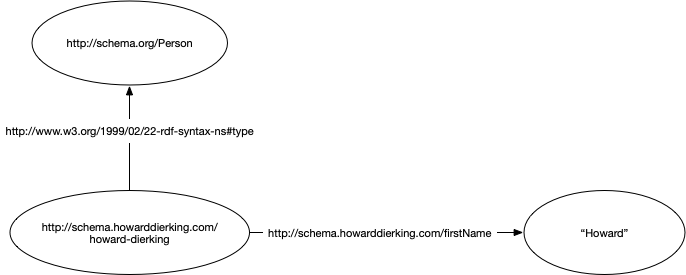 http://schema.org/Person
http://www.w3.org/1999/02/22-rdf-syntax-ns#type
http://schema.howarddierking.com/
howard-dierking
http://schema.howarddierking.com/firstName
“Howard”